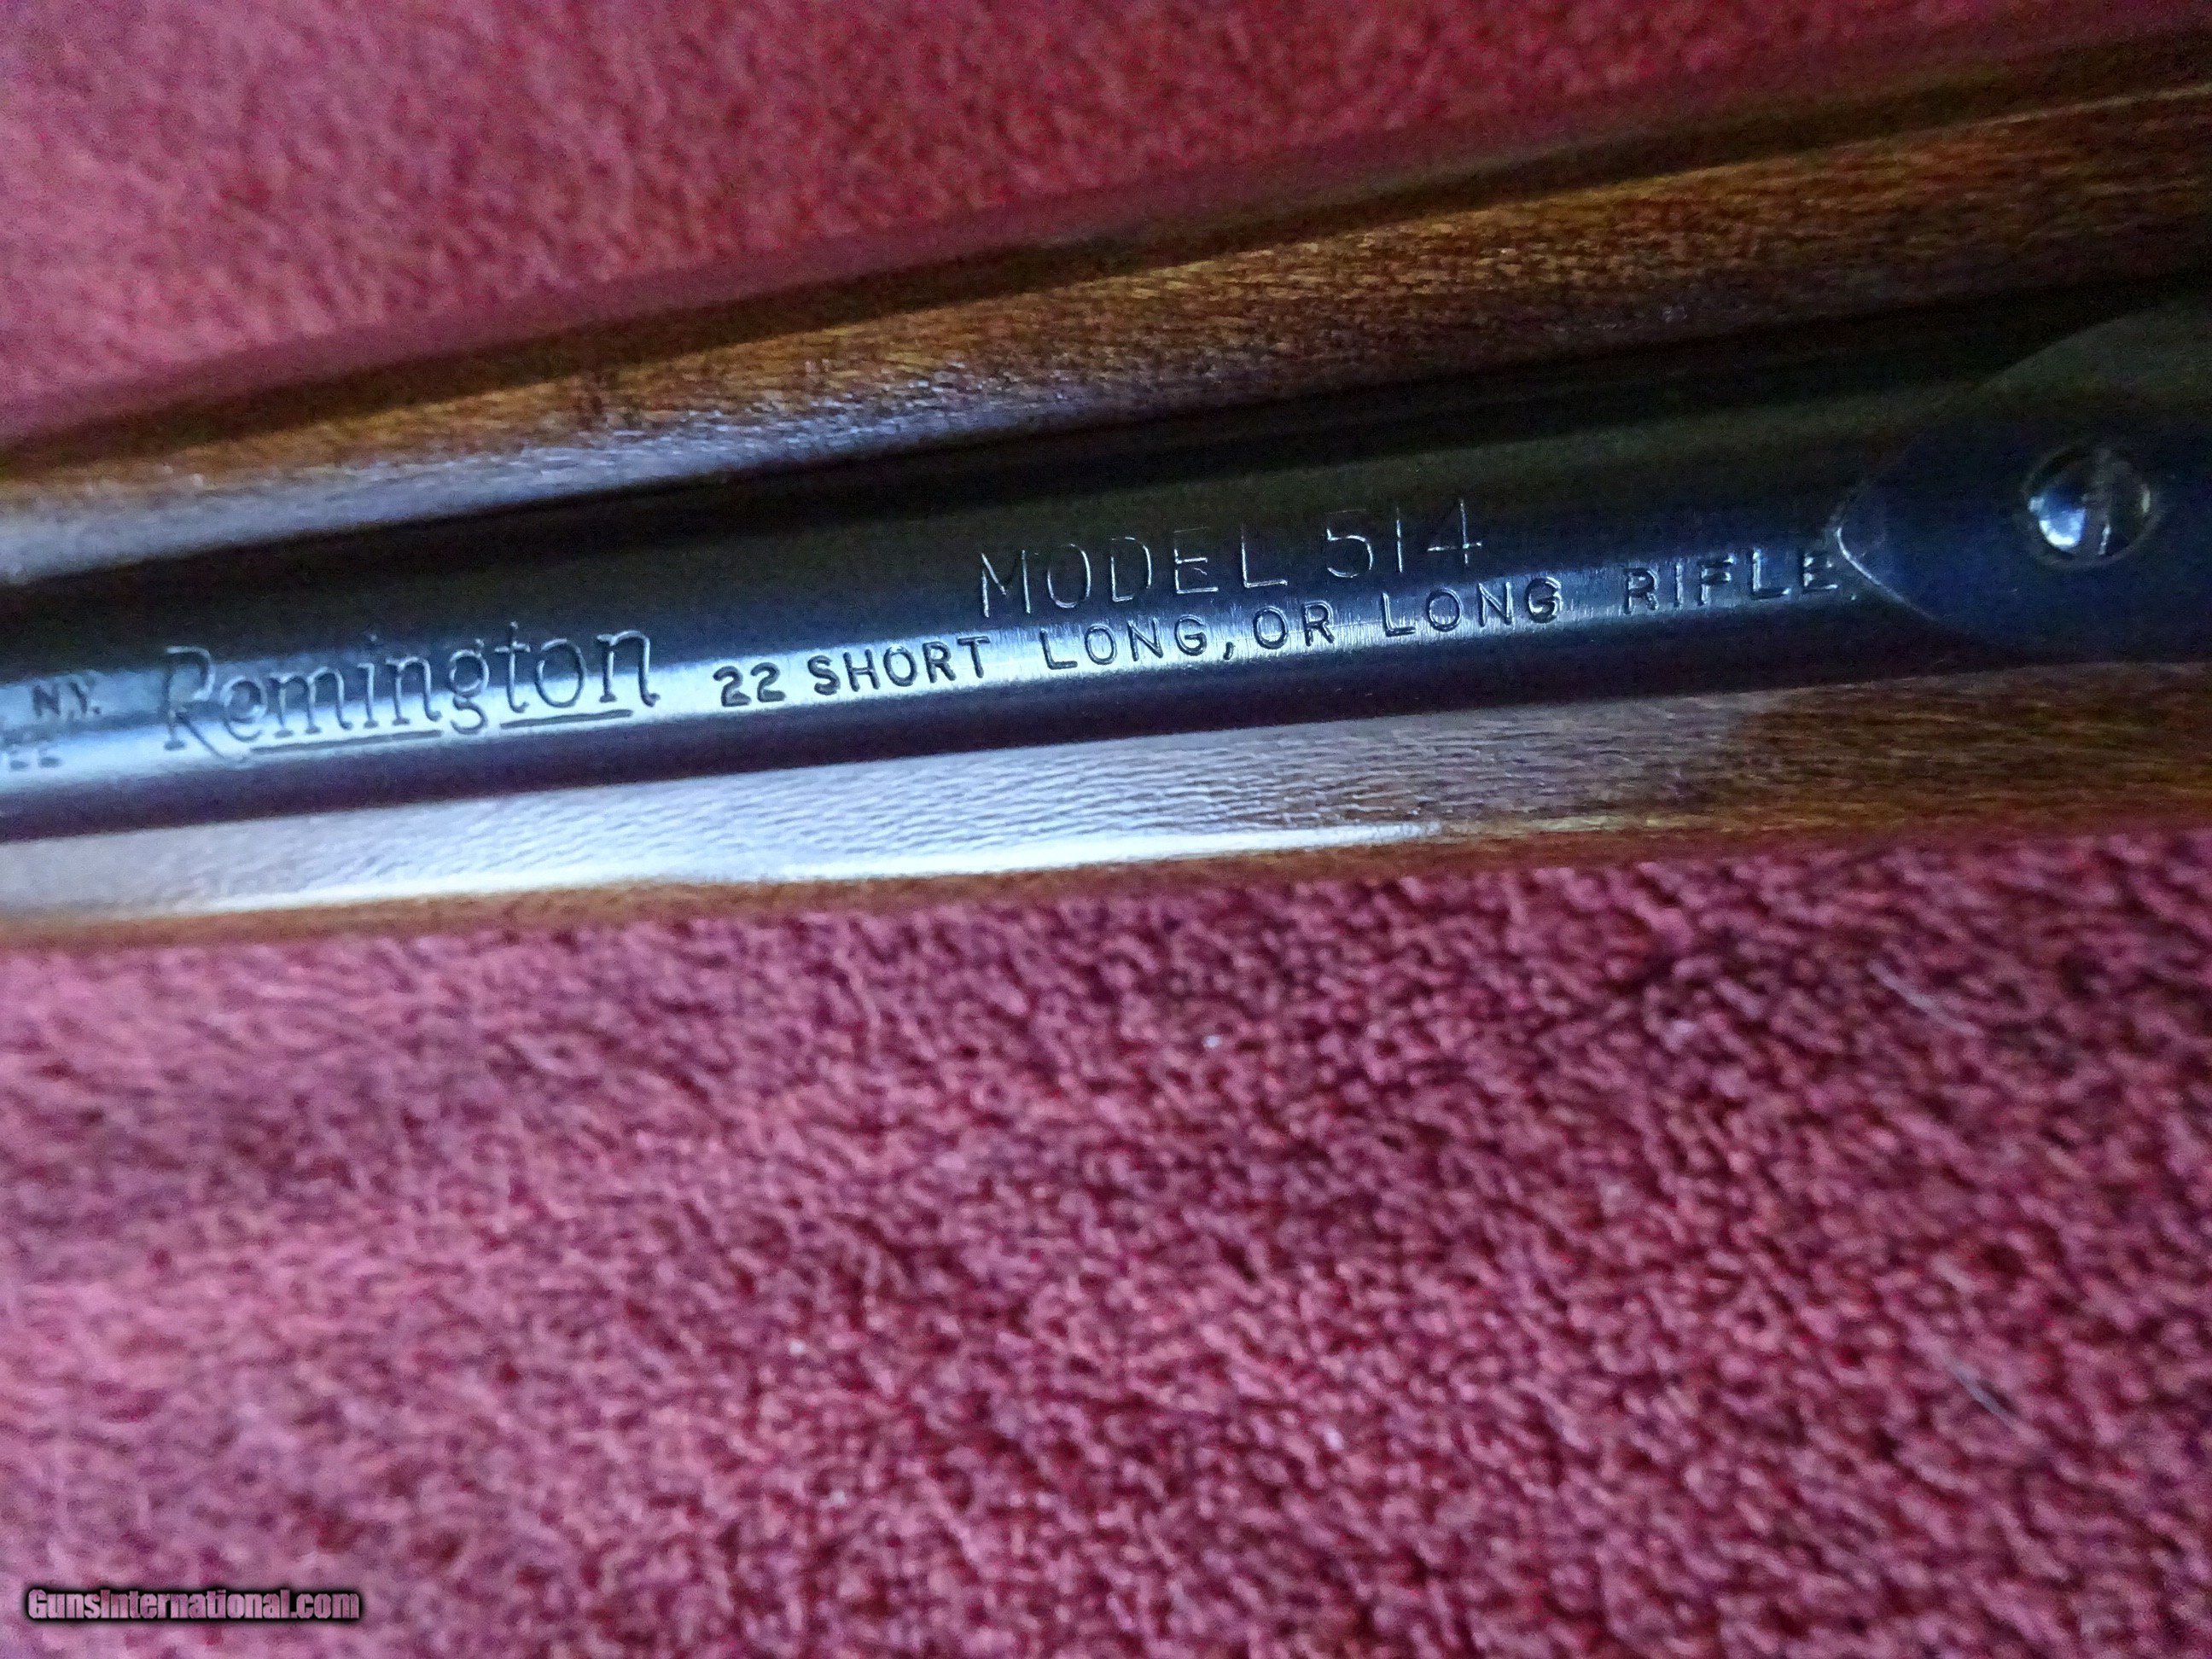 MODEL 514
N.Y. Remington 22 SHORT LONG, OR LONG RIFLE
GunsInternational.com